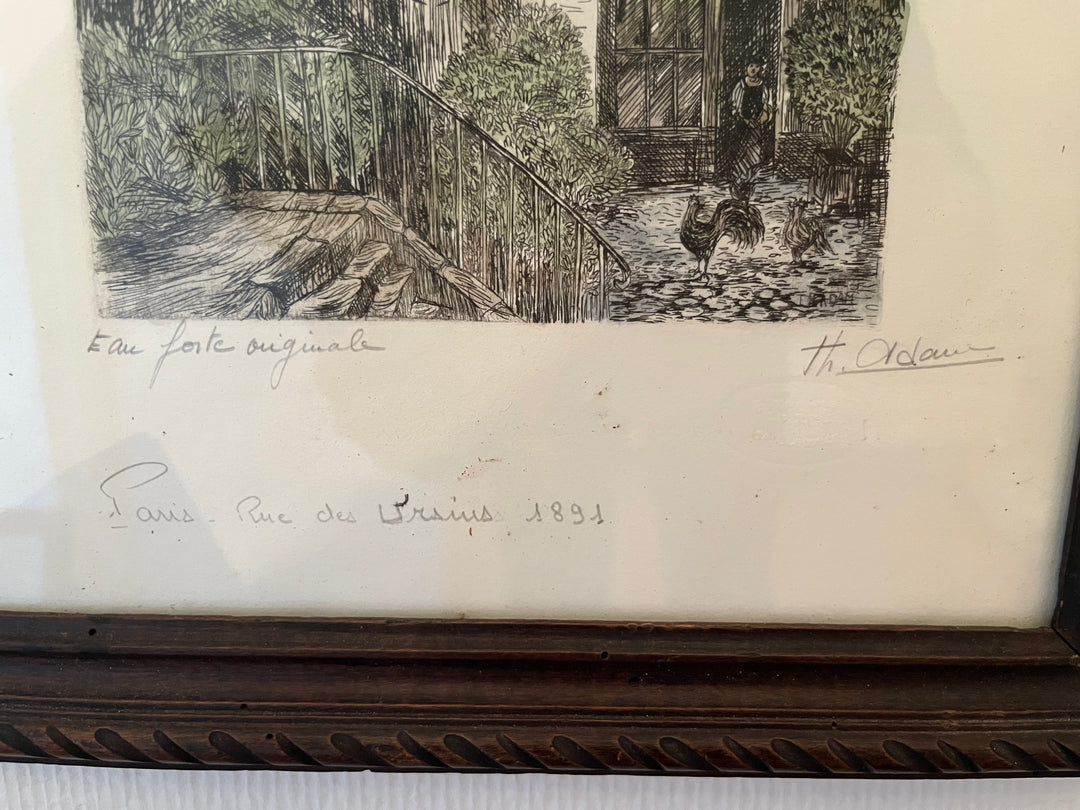 Eau forte originale
Th. Adam
Paris - Rue des Ursins 1891